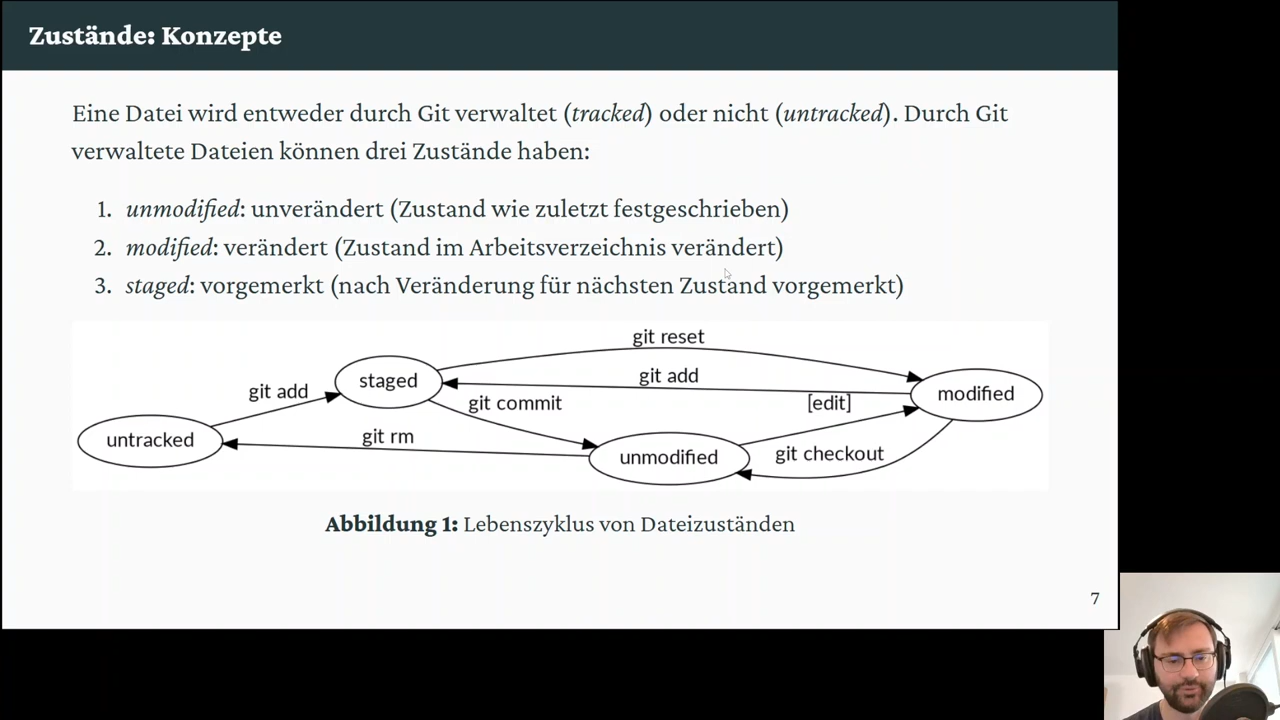 Zustände: Konzepte
Eine Datei wird entweder durch Git verwaltet (tracked) oder nicht (untracked). Durch Git
verwaltete Dateien können drei Zustände haben:
1. unmodified: unverändert (Zustand wie zuletzt festgeschrieben)
2. modified: verändert (Zustand im Arbeitsverzeichnis verändert)
3. staged: vorgemerkt (nach Veränderung für nächsten Zustand vorgemerkt)
git reset
staged
git add
git add
modified
git commit
[edit]
untracked
git rm
unmodified
git checkout
Abbildung 1: Lebenszyklus von Dateizuständen
7